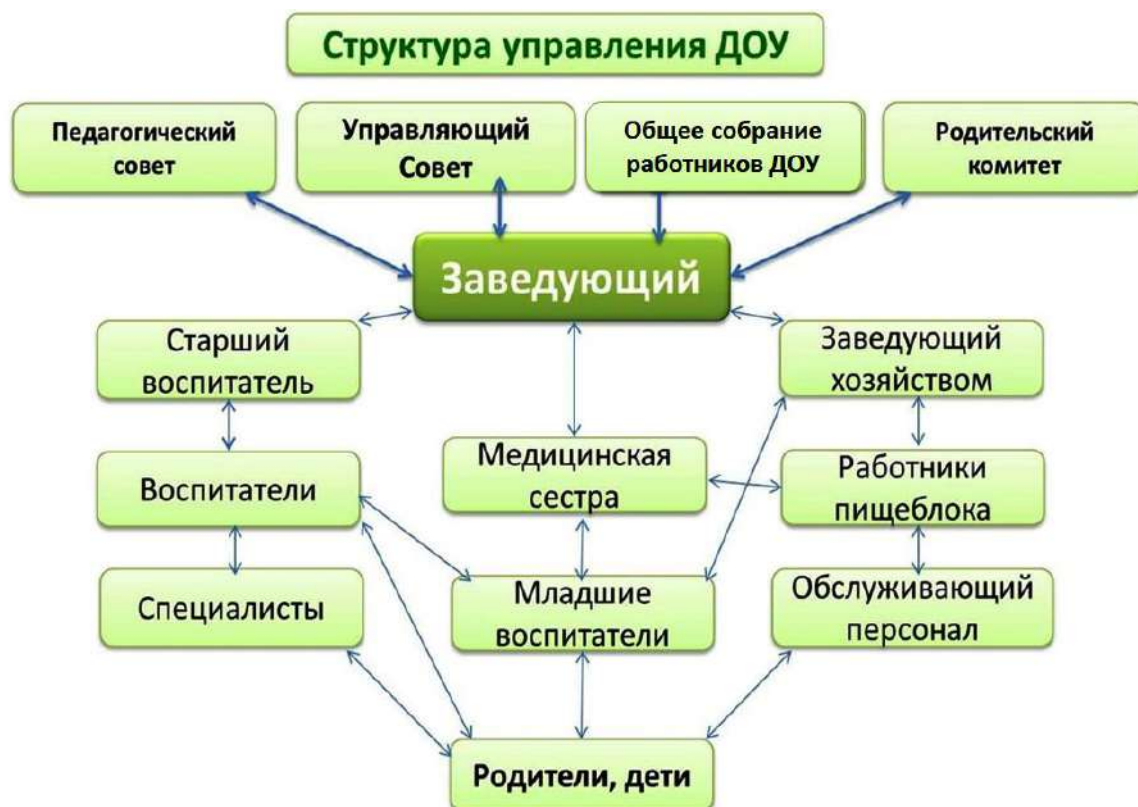 Структура управления ДОУ
Педагогический
совет
Управляющий
Совет
Общее собрание
работников ДОУ
Родительский
комитет
Заведующий
Старший
воспитатель
Заведующий
хозяйством
Медицинская
сестра
Воспитатели
Работники
пищеблока
Специалисты
Младшие
воспитатели
Обслуживающий
персонал
Родители, дети